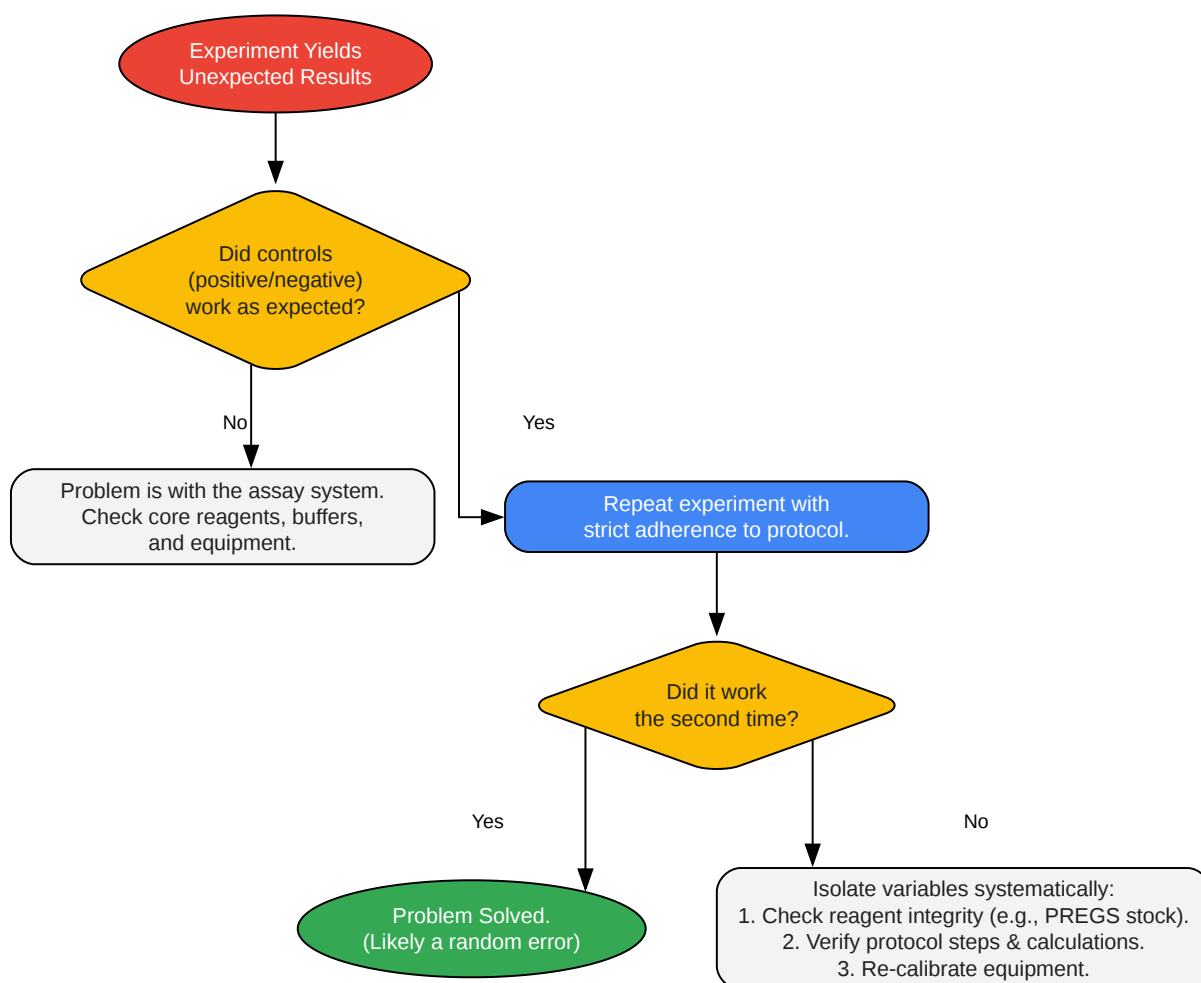 Experiment Yields
Unexpected Results
Did controls
(positive/negative)
work as expected?
No
Yes
Problem is with the assay system.
Check core reagents, buffers,
and equipment.
Repeat experiment with
strict adherence to protocol.
Did it work
the second time?
Yes
No
Problem Solved.
(Likely a random error)
Isolate variables systematically:
1. Check reagent integrity (e.g., PREGS stock).
2. Verify protocol steps & calculations.
3. Re-calibrate equipment.